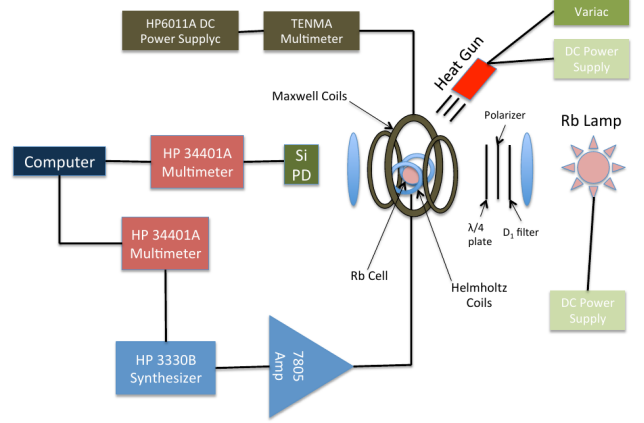 HP6011A DC
Power Supplyc
TENMA
Multimeter
Variac
DC Power
Supply
Heat Gun
Maxwell Coils
Polarizer
Rb Lamp
Computer
HP 34401A
Multimeter
Si
PD
HP 34401A
Multimeter
λ/4
plate
D₁ filter
Rb Cell
Helmholtz
Coils
DC Power
Supply
HP 3330B
Synthesizer
7805
Amp